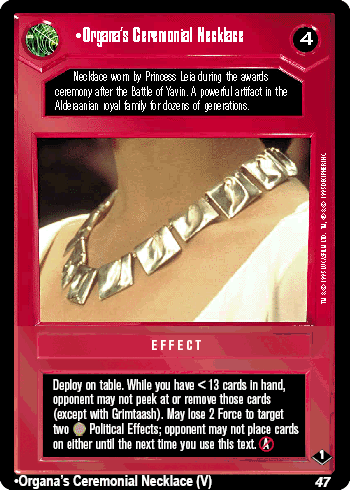 •Organa's Ceremonial Necklace
4
Necklace worn by Princess Leia during the awards
ceremony after the Battle of Yavin. A powerful artifact in the
Alderaanian royal family for dozens of generations.
EFFECT
Deploy on table. While you have < 13 cards in hand,
opponent may not peek at or remove those cards
(except with Grimtaash). May lose 2 Force to target
two Political Effects; opponent may not place cards
on either until the next time you use this text. A
1
•Organa's Ceremonial Necklace (V)
47